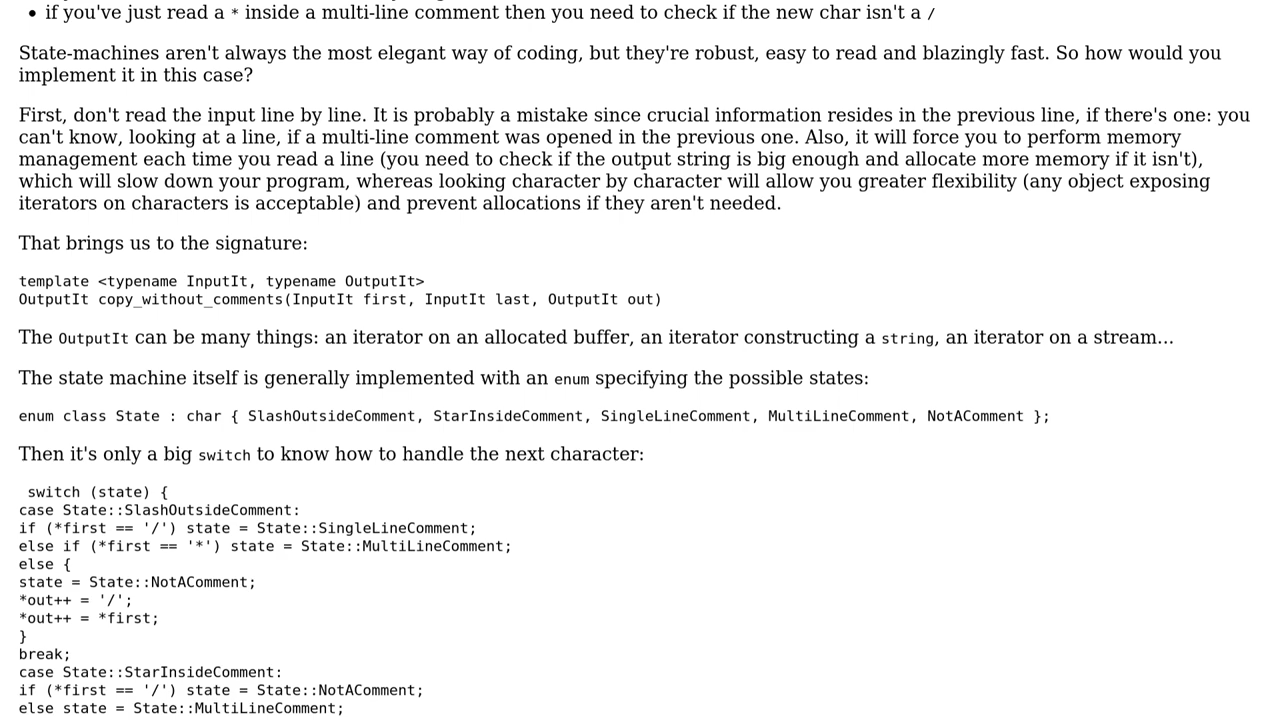 • if you've just read a * inside a multi-line comment then you need to check if the new char isn't a /
State-machines aren't always the most elegant way of coding, but they're robust, easy to read and blazingly fast. So how would you
implement it in this case?
First, don't read the input line by line. It is probably a mistake since crucial information resides in the previous line, if there's one: you
can't know, looking at a line, if a multi-line comment was opened in the previous one. Also, it will force you to perform memory
management each time you read a line (you need to check if the output string is big enough and allocate more memory if it isn't),
which will slow down your program, whereas looking character by character will allow you greater flexibility (any object exposing
iterators on characters is acceptable) and prevent allocations if they aren't needed.
That brings us to the signature:
template <typename InputIt, typename OutputIt>
OutputIt copy_without_comments(InputIt first, InputIt last, OutputIt out)
The OutputIt can be many things: an iterator on an allocated buffer, an iterator constructing a string, an iterator on a stream...
The state machine itself is generally implemented with an enum specifying the possible states:
enum class State : char { SlashOutsideComment, StarInsideComment, SingleLineComment, MultiLineComment, NotAComment };
Then it's only a big switch to know how to handle the next character:
switch (state) {
case State::SlashOutsideComment:
if (*first == '/') state = State::SingleLineComment;
else if (*first == '*') state = State::MultiLineComment;
else {
state = State::NotAComment;
*out++ = '/';
*out++ = *first;
}
break;
case State::StarInsideComment:
if (*first == '/') state = State::NotAComment;
else state = State::MultiLineComment;